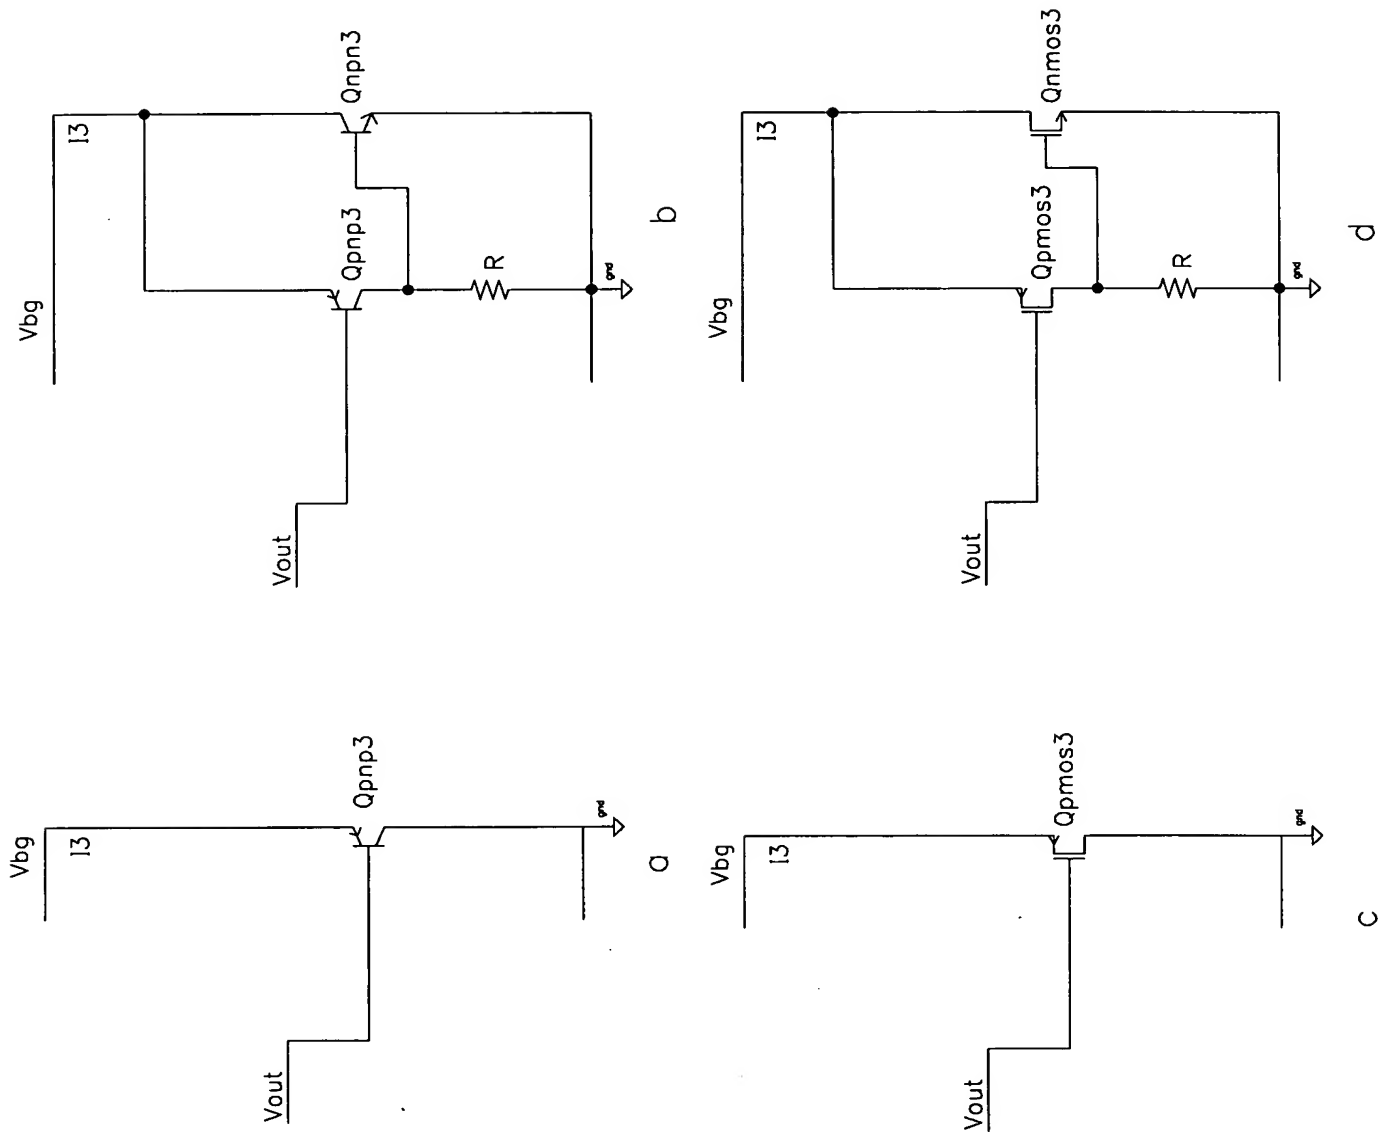 Vbg
I3
Qpnp3
Vout
gnd
a
Vbg
I3
Qpnp3
Qnpn3
Vout
R
gnd
b
Vbg
I3
Qpmos3
Vout
gnd
c
Vbg
I3
Qpmos3
Qnmos3
Vout
R
gnd
d